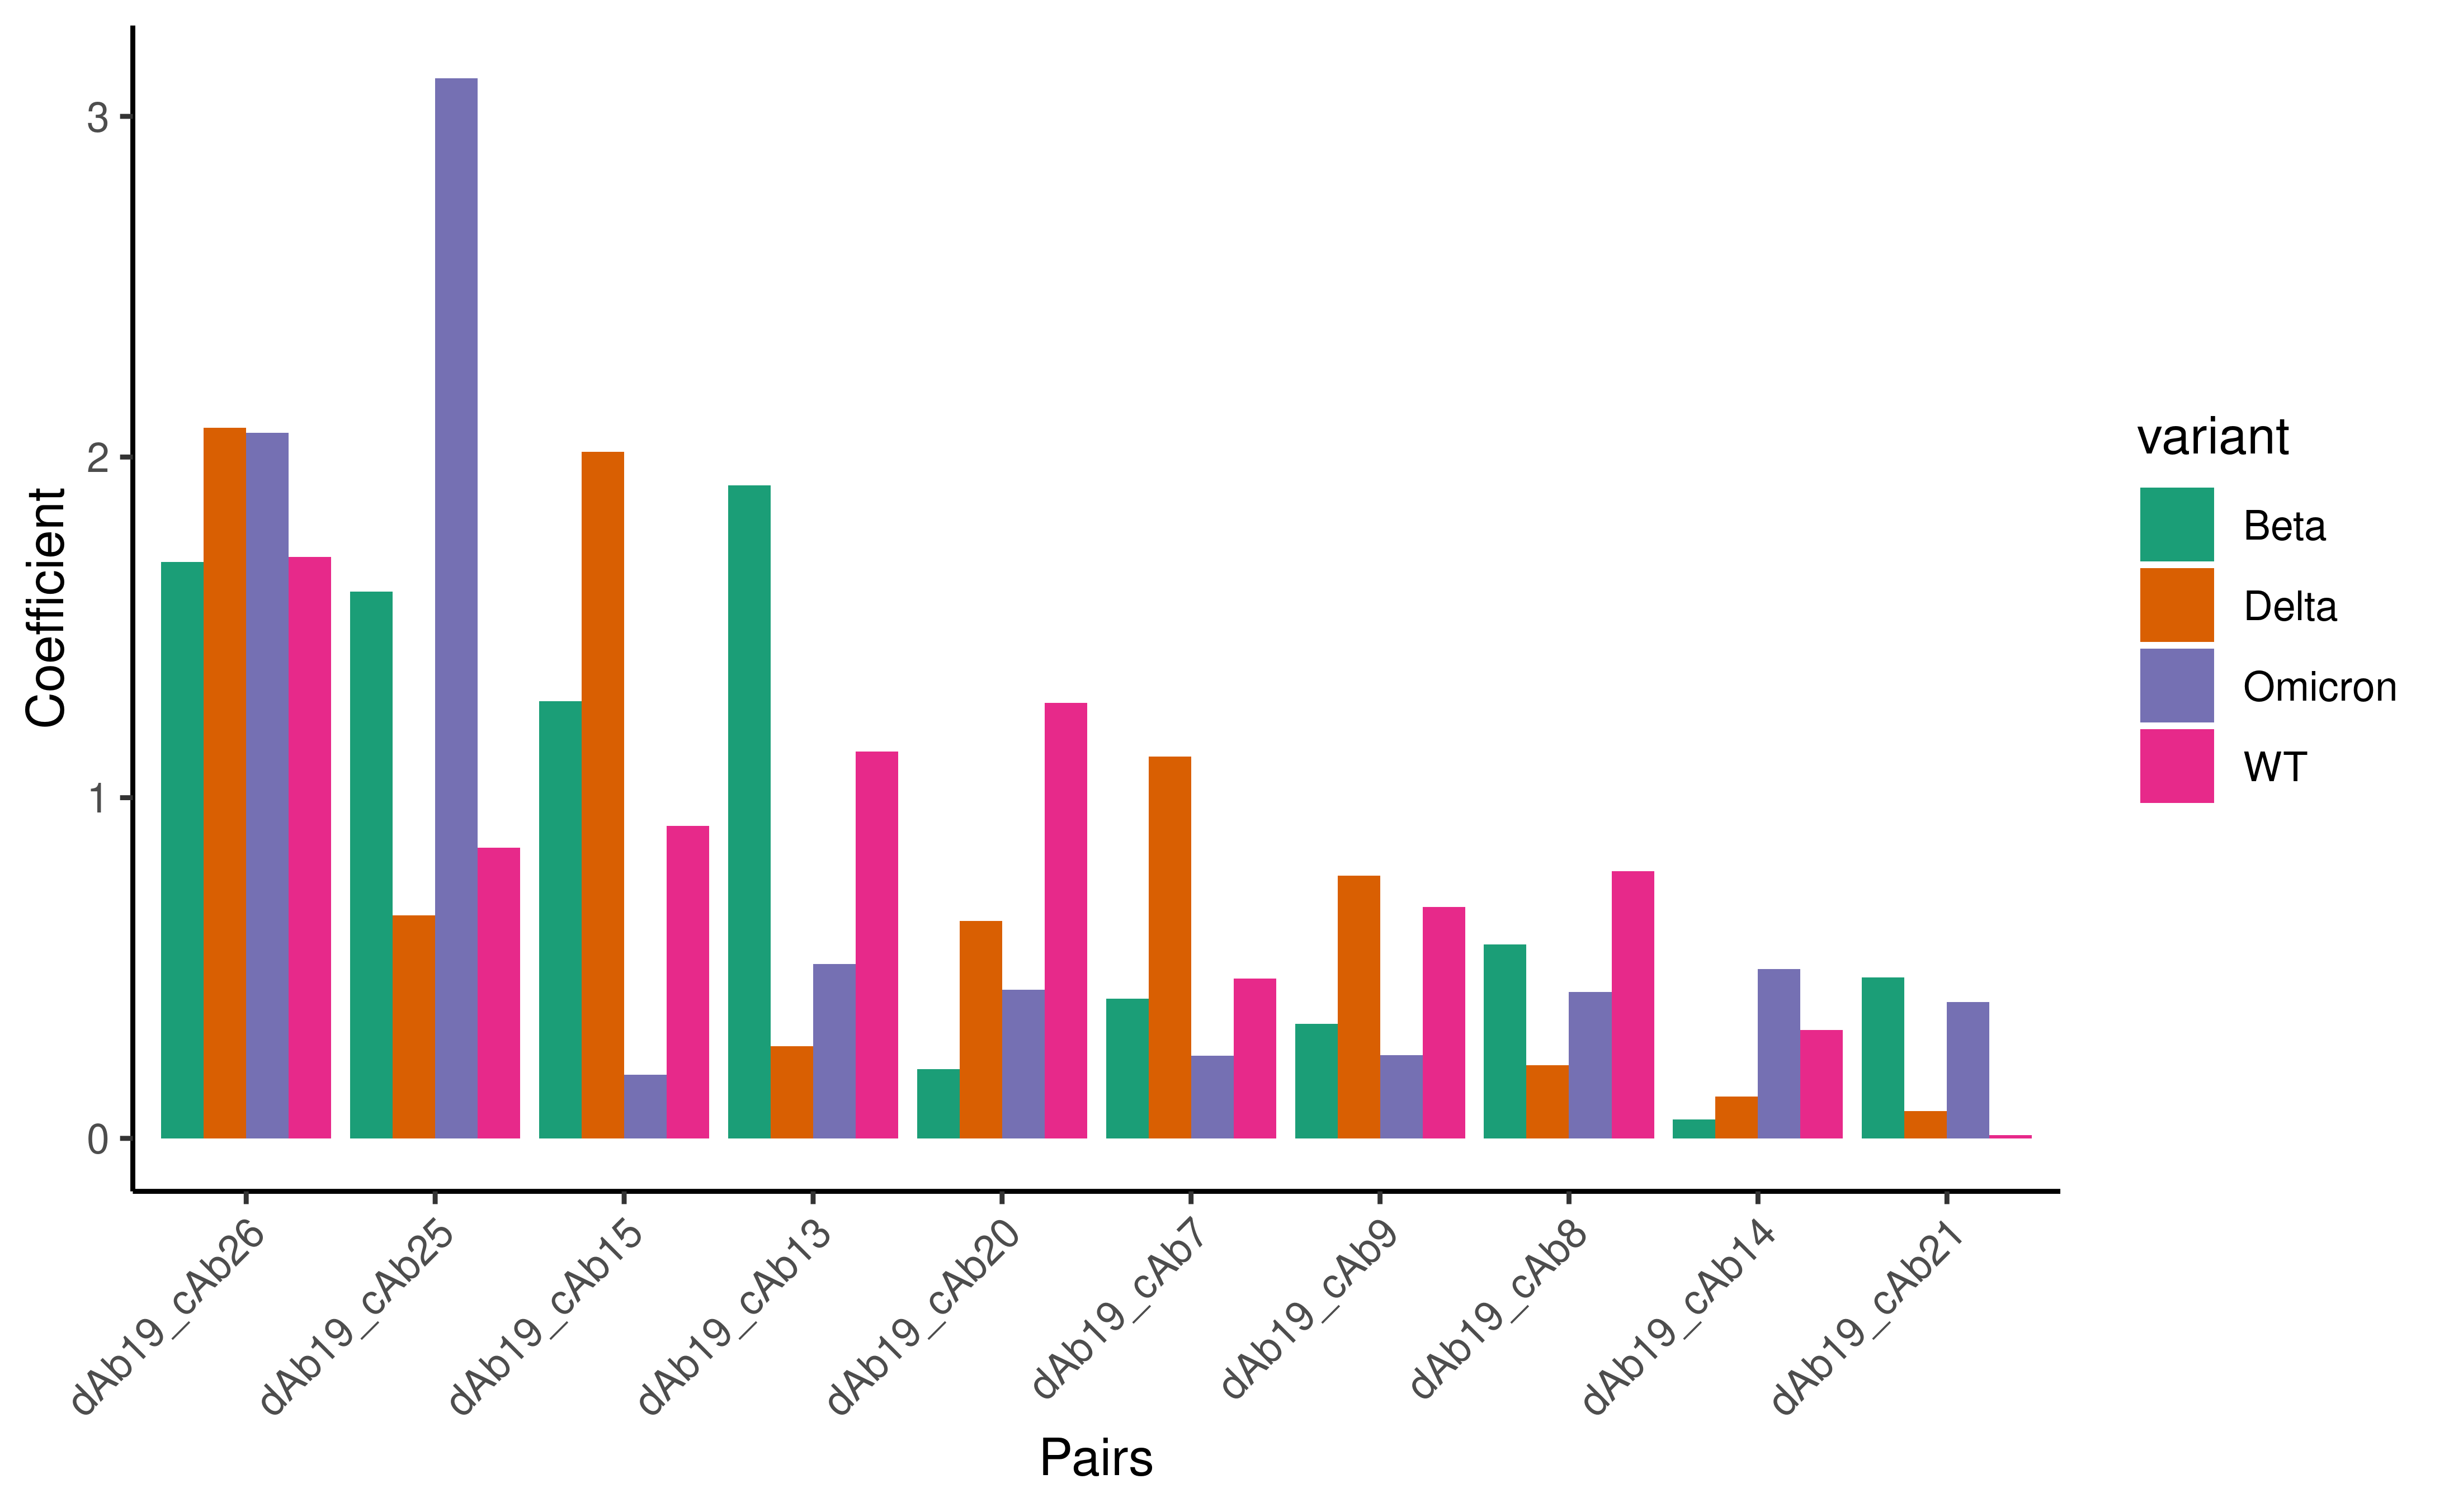 3
2
1
0
Coefficient
dAb19_cAb26
dAb19_cAb25
dAb19_cAb15
dAb19_cAb13
dAb19_cAb20
dAb19_cAb7
dAb19_cAb9
dAb19_cAb8
dAb19_cAb14
dAb19_cAb21
Pairs
variant
Beta
Delta
Omicron
WT